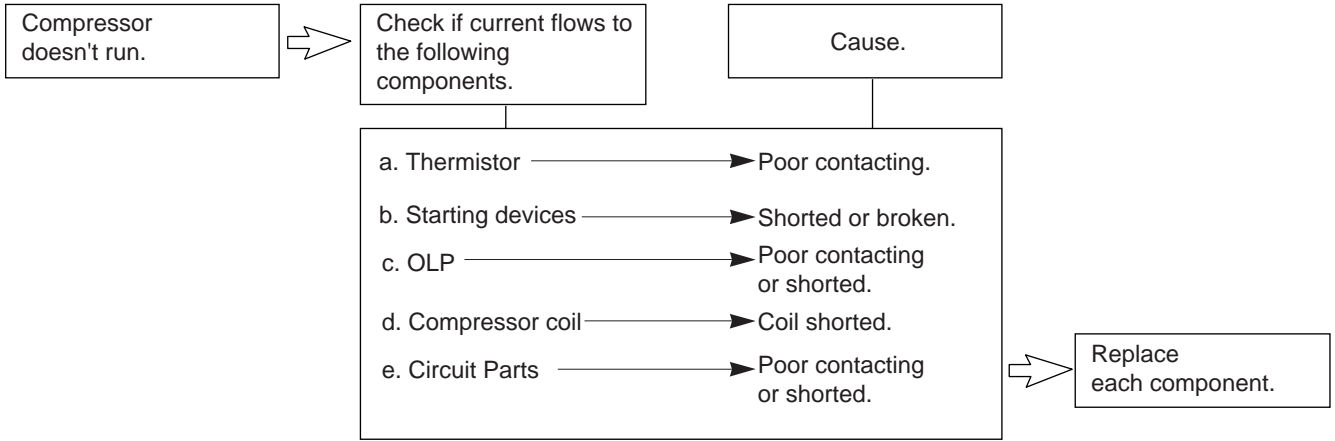 Compressor
doesn't run.
Check if current flows to
the following
components.
Cause.
a. Thermistor
Poor contacting.
b. Starting devices
Shorted or broken.
c. OLP
Poor contacting
or shorted.
d. Compressor coil
Coil shorted.
e. Circuit Parts
Poor contacting
or shorted.
Replace
each component.